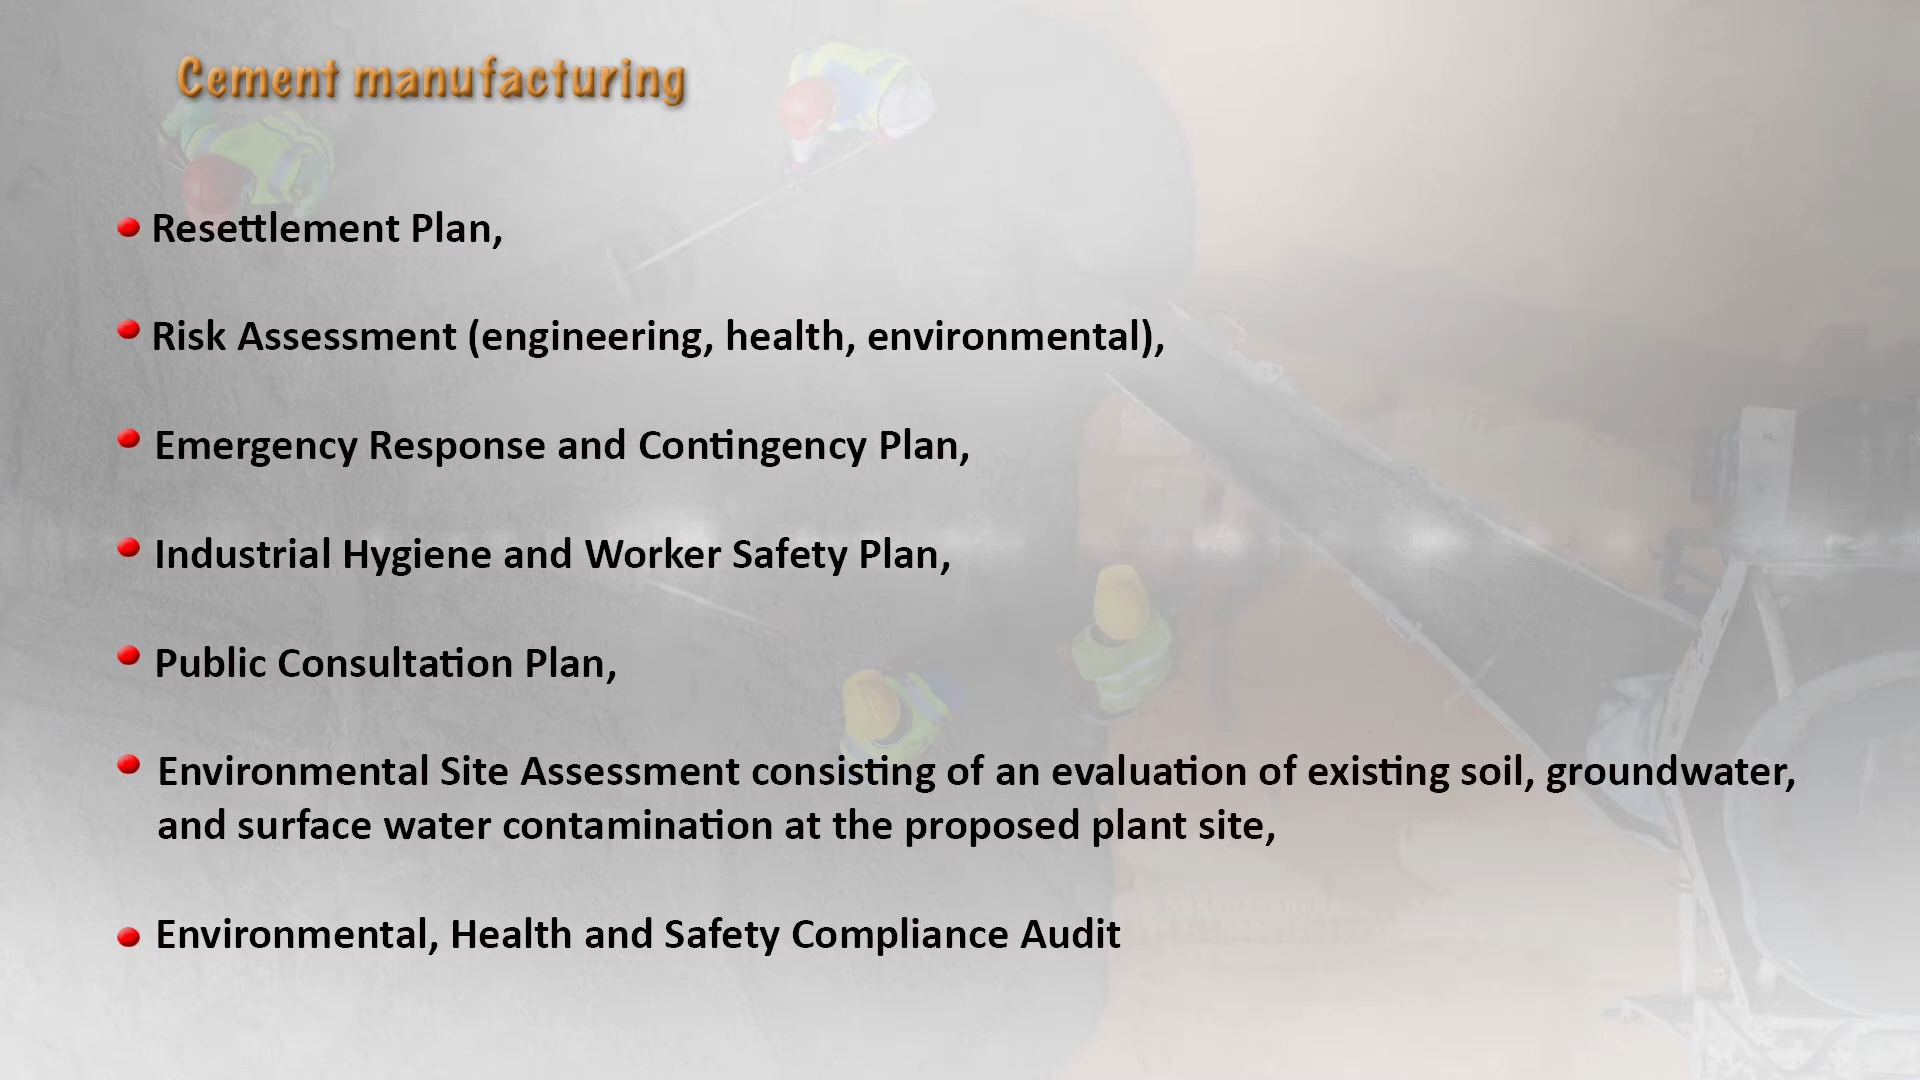 Cement manufacturing
Resettlement Plan,
Risk Assessment (engineering, health, environmental),
Emergency Response and Contingency Plan,
Industrial Hygiene and Worker Safety Plan,
Public Consultation Plan,
Environmental Site Assessment consisting of an evaluation of existing soil, groundwater,
and surface water contamination at the proposed plant site,
Environmental, Health and Safety Compliance Audit